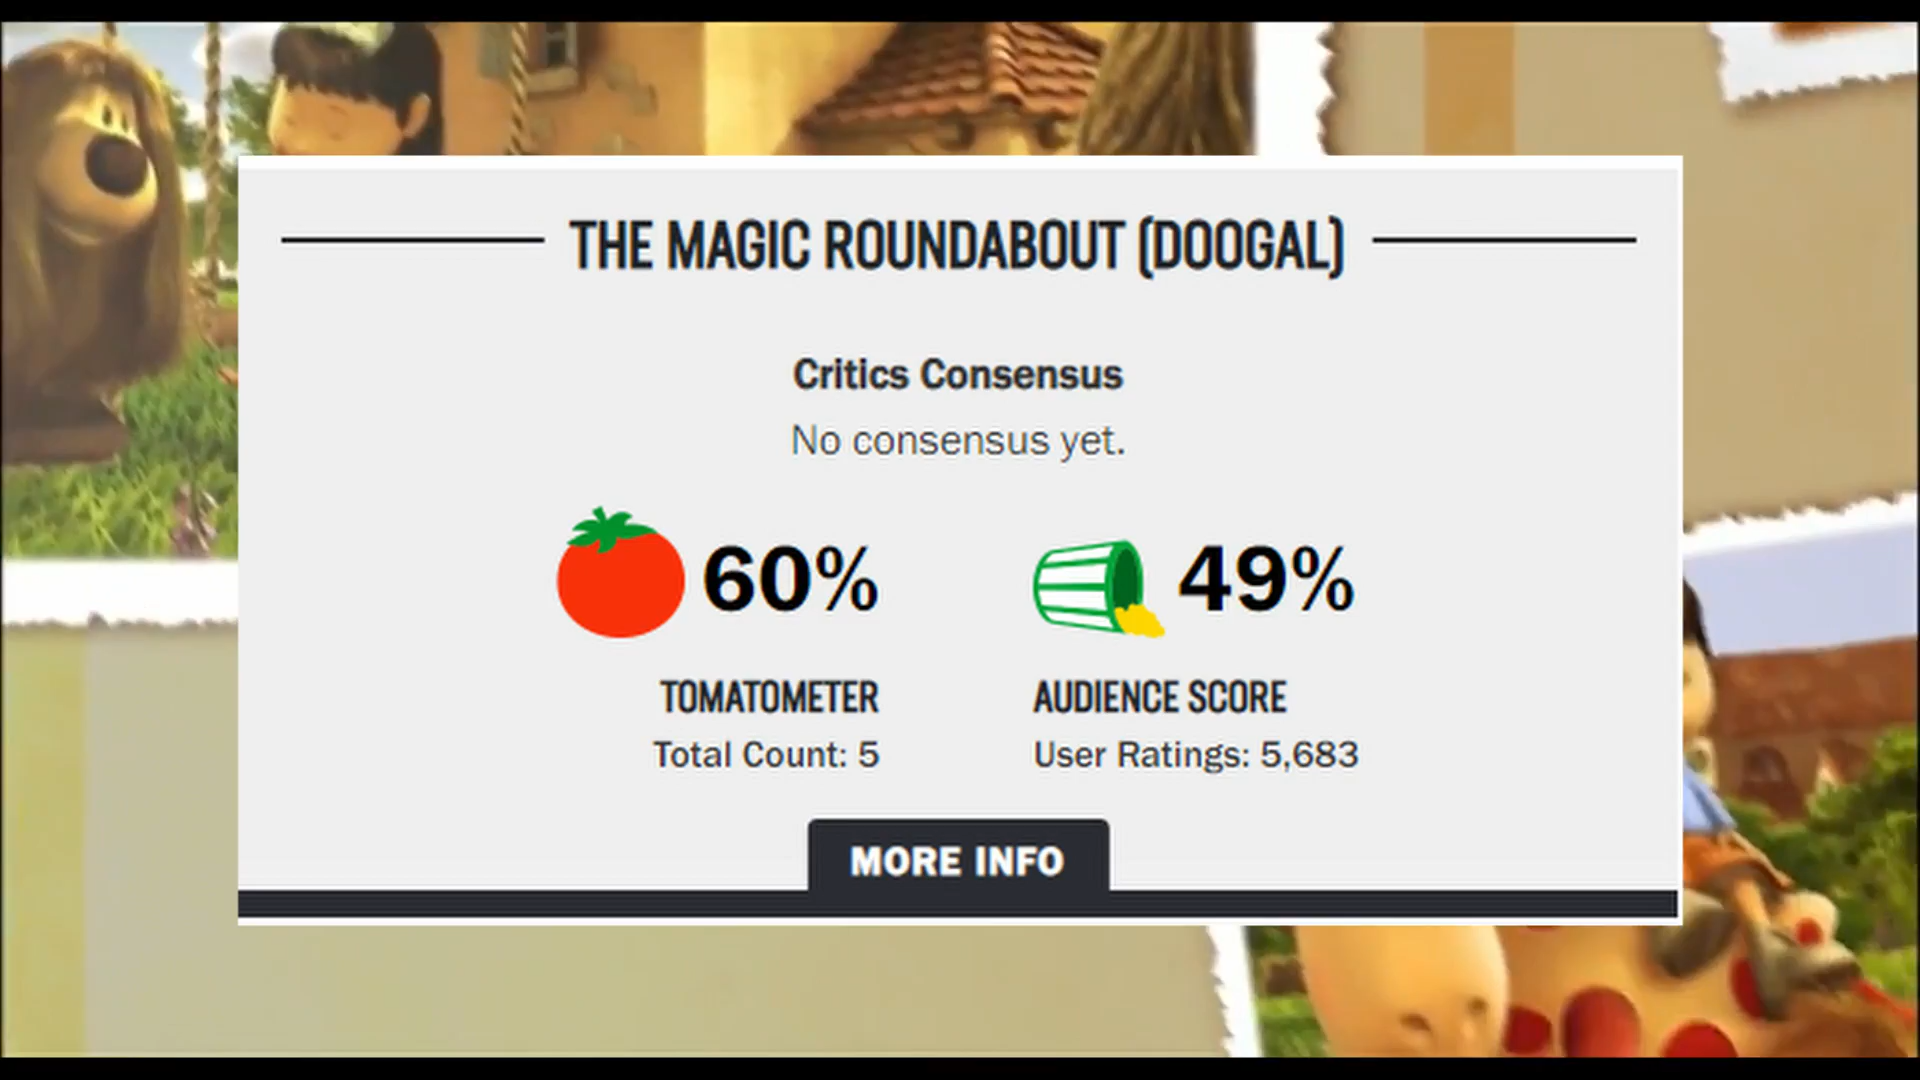 THE MAGIC ROUNDABOUT (DOOGAL)
Critics Consensus
No consensus yet.
60% 49%
TOMATOMETER AUDIENCE SCORE
Total Count: 5 User Ratings: 5,683
MORE INFO